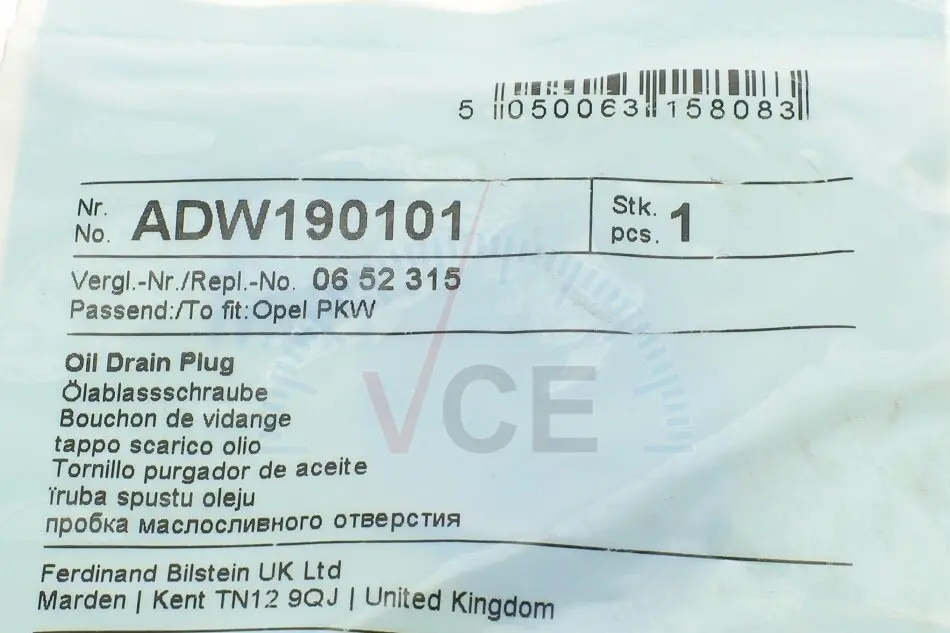 5 050063 158083
Nr.
No. ADW190101
Stk.
pcs. 1
Vergl.-Nr./Repl.-No. 06 52 315
Passend:/To fit:Opel PKW
Oil Drain Plug
Ölablassschraube
Bouchon de vidange
tappo scarico olio
Tornillo purgador de aceite
ïruba spustu oleju
пробка маслосливного отверстия
Ferdinand Bilstein UK Ltd
Marden | Kent TN12 9QJ | United Kingdom
VCE